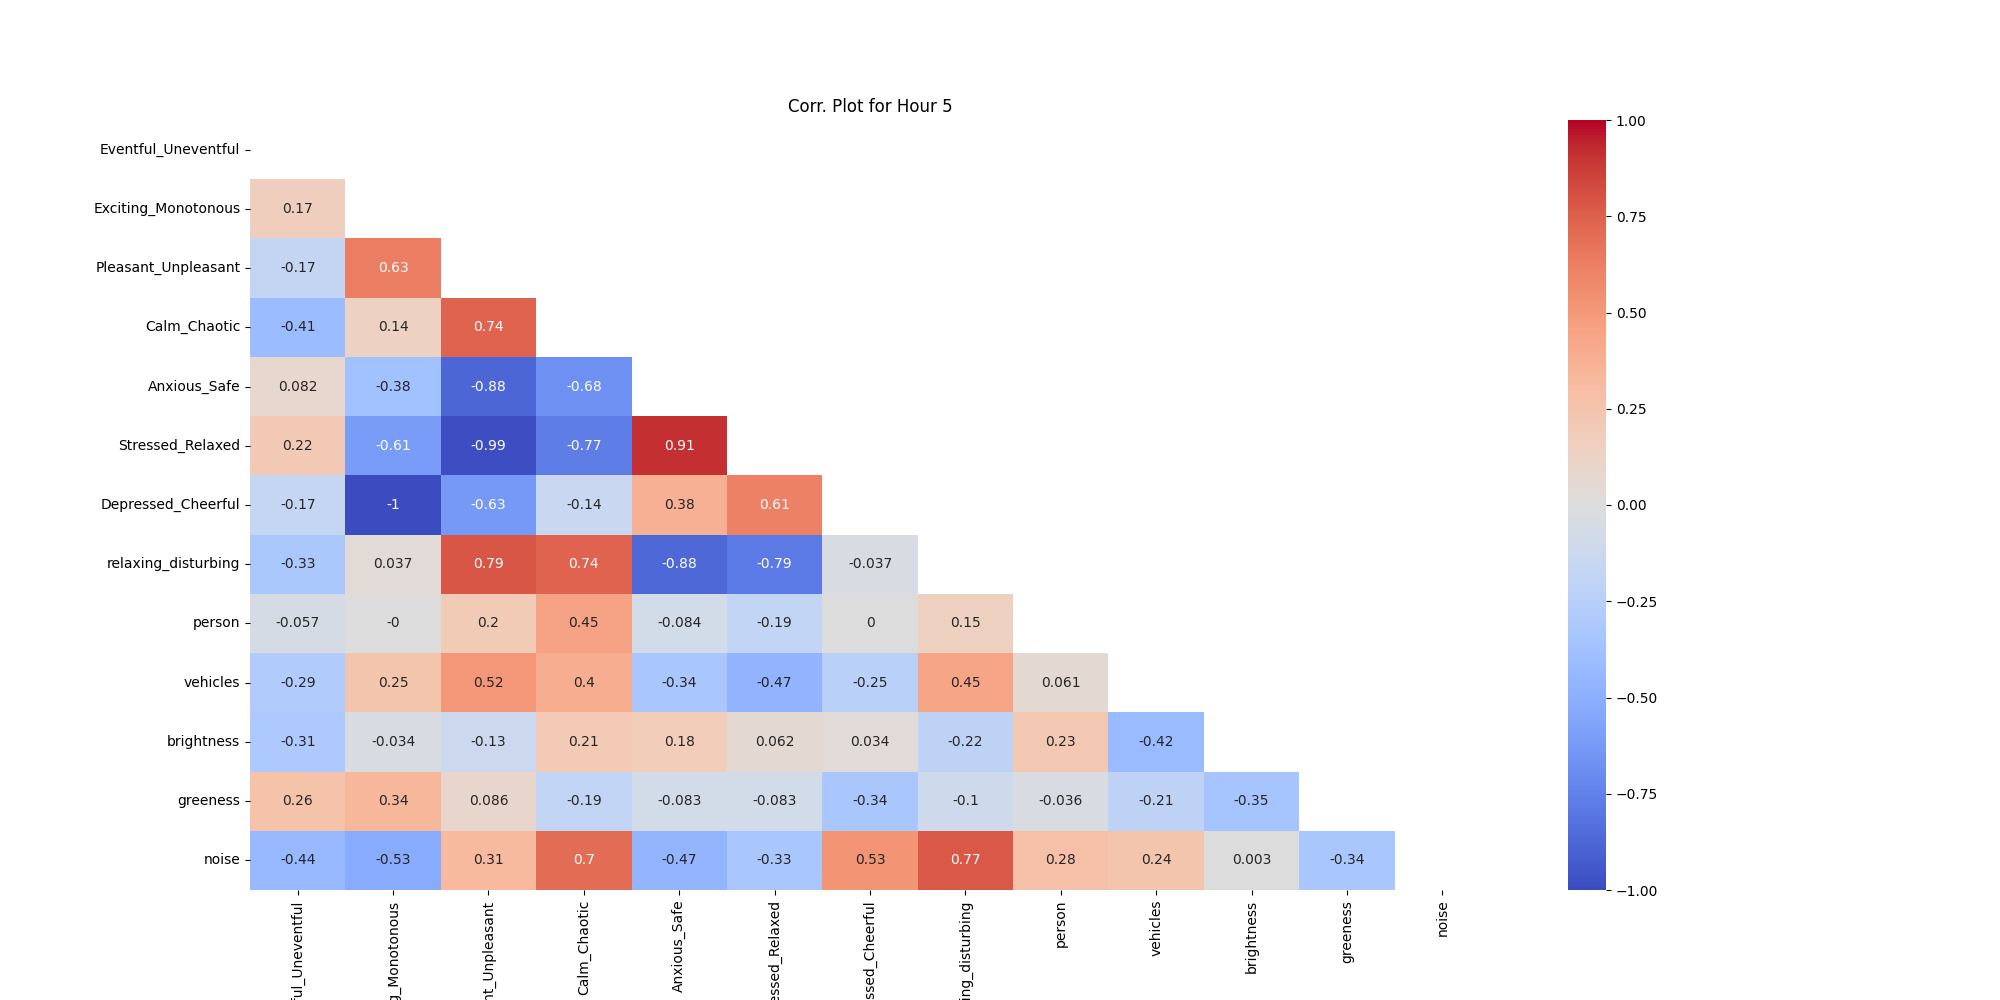 Corr. Plot for Hour 5
Eventful_Uneventful
Exciting_Monotonous 0.17
Pleasant_Unpleasant -0.17 0.63
Calm_Chaotic -0.41 0.14 0.74
Anxious_Safe 0.082 -0.38 -0.88 -0.68
Stressed_Relaxed 0.22 -0.61 -0.99 -0.77 0.91
Depressed_Cheerful -0.17 -1 -0.63 -0.14 0.38 0.61
relaxing_disturbing -0.33 0.037 0.79 0.74 -0.88 -0.79 -0.037
person -0.057 -0 0.2 0.45 -0.084 -0.19 0 0.15
vehicles -0.29 0.25 0.52 0.4 -0.34 -0.47 -0.25 0.45 0.061
brightness -0.31 -0.034 -0.13 0.21 0.18 0.062 0.034 -0.22 0.23 -0.42
greeness 0.26 0.34 0.086 -0.19 -0.083 -0.083 -0.34 -0.1 -0.036 -0.21 -0.35
noise -0.44 -0.53 0.31 0.7 -0.47 -0.33 0.53 0.77 0.28 0.24 0.003 -0.34
ful_Uneventful
g_Monotonous
nt_Unpleasant
Calm_Chaotic
Anxious_Safe
essed_Relaxed
ssed_Cheerful
ing_disturbing
person
vehicles
brightness
greeness
noise
1.00
0.75
0.50
0.25
0.00
−0.25
−0.50
−0.75
−1.00